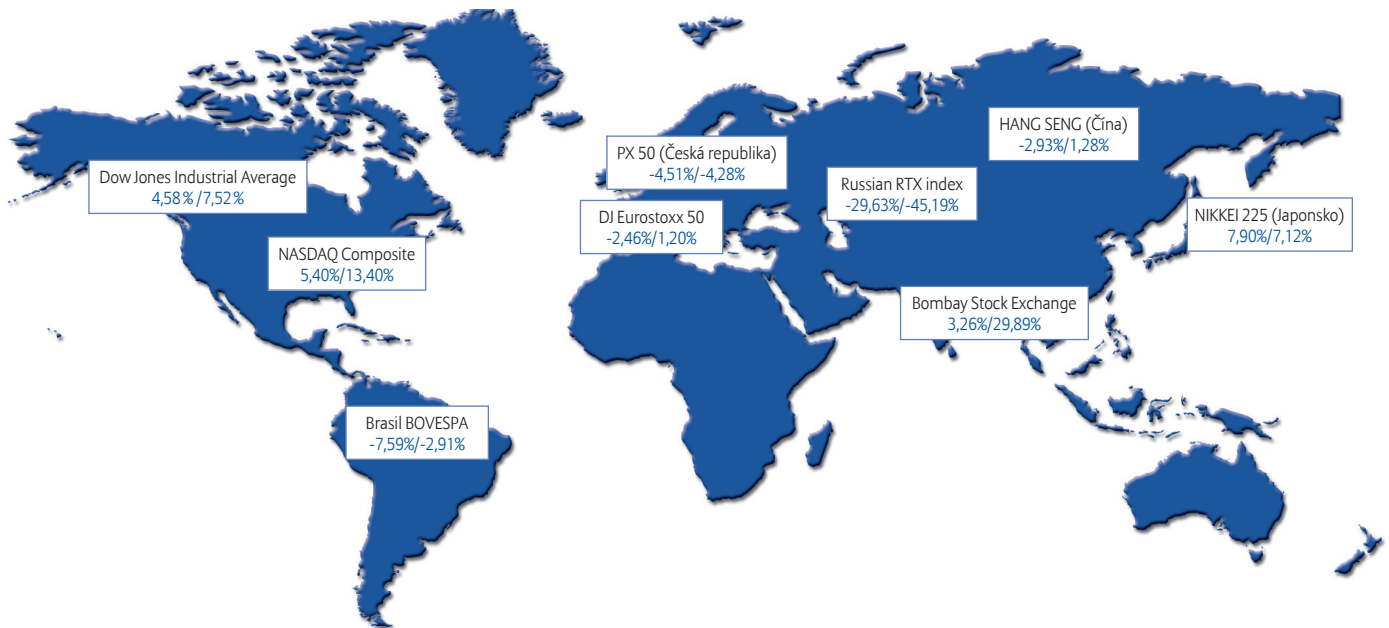 HANG SENG (Čína)
-2,93%/1,28%
PX 50 (Česká republika)
-4,51%/-4,28%
Dow Jones Industrial Average
4,58%/7,52%
Russian RTX index
-29,63%/-45,19%
DJ Eurostoxx 50
-2,46%/1,20%
NIKKEI 225 (Japonsko)
7,90%/7,12%
NASDAQ Composite
5,40%/13,40%
Bombay Stock Exchange
3,26%/29,89%
Brasil BOVESPA
-7,59%/-2,91%